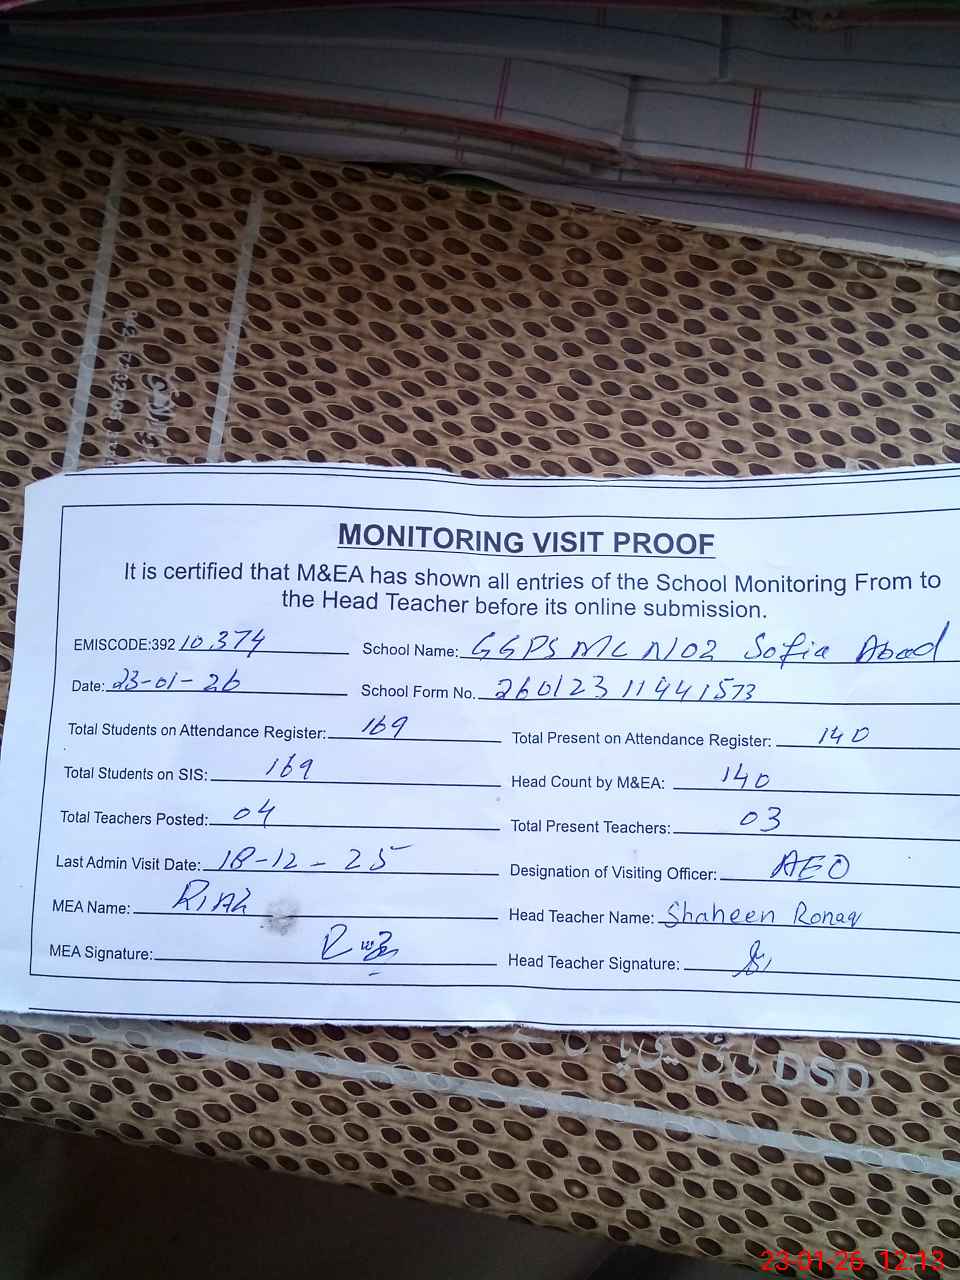 MONITORING VISIT PROOF
It is certified that M&EA has shown all entries of the School Monitoring From to
the Head Teacher before its online submission.
EMISCODE:392 10374 School Name: GGPS MC NO2 Sofia Abad
Date: 23-01-26 School Form No. 26012311441573
Total Students on Attendance Register: 169 Total Present on Attendance Register: 140
Total Students on SIS: 169 Head Count by M&EA: 140
Total Teachers Posted: 04 Total Present Teachers: 03
Last Admin Visit Date: 18-12-25 Designation of Visiting Officer: AEO
MEA Name: Riaz Head Teacher Name: Shaheen Ronaq
MEA Signature: Head Teacher Signature:
DSD
23-01-26 12:13